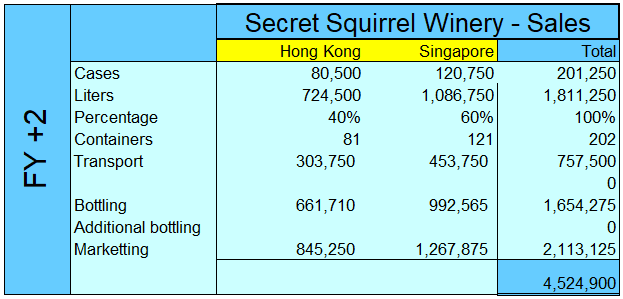 Secret Squirrel Winery - Sales
Hong Kong Singapore Total
FY +2
Cases 80,500 120,750 201,250
Liters 724,500 1,086,750 1,811,250
Percentage 40% 60% 100%
Containers 81 121 202
Transport 303,750 453,750 757,500
0
Bottling 661,710 992,565 1,654,275
Additional bottling 0
Marketting 845,250 1,267,875 2,113,125
4,524,900